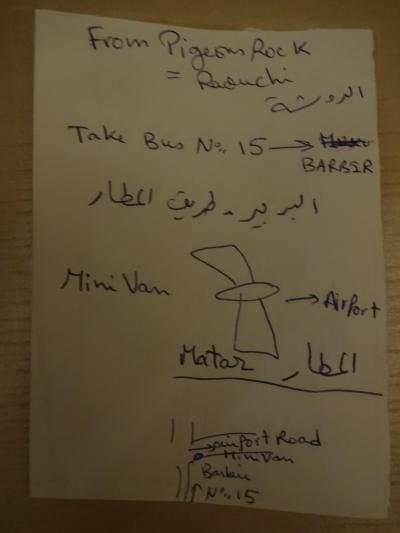 From Pigeon Rock
= Raouchi
الروشة
Take Bus No. 15 →
BARBER
البربير - طريق المطار
Mini Van
→ Airport
Matar المطار
→ airport Road
Mini Van
Barbir
↑ No. 15